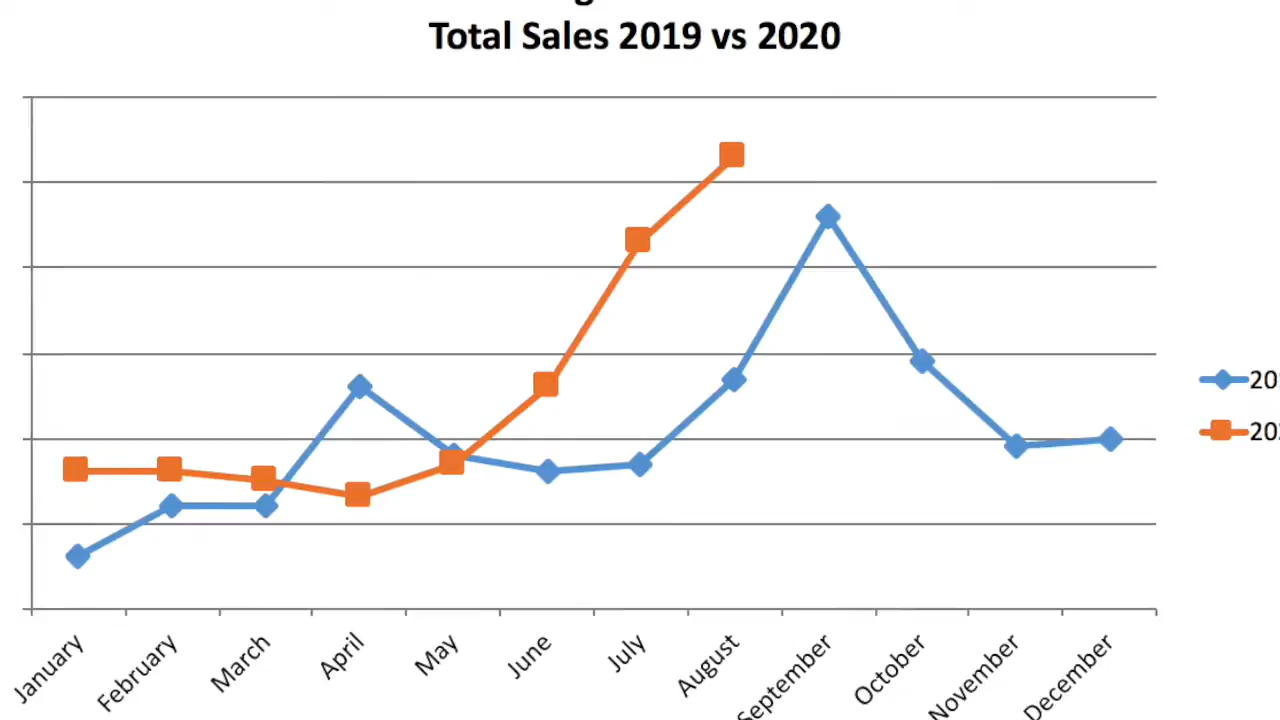 Total Sales 2019 vs 2020
January
February
March
April
May
June
July
August
September
October
November
December